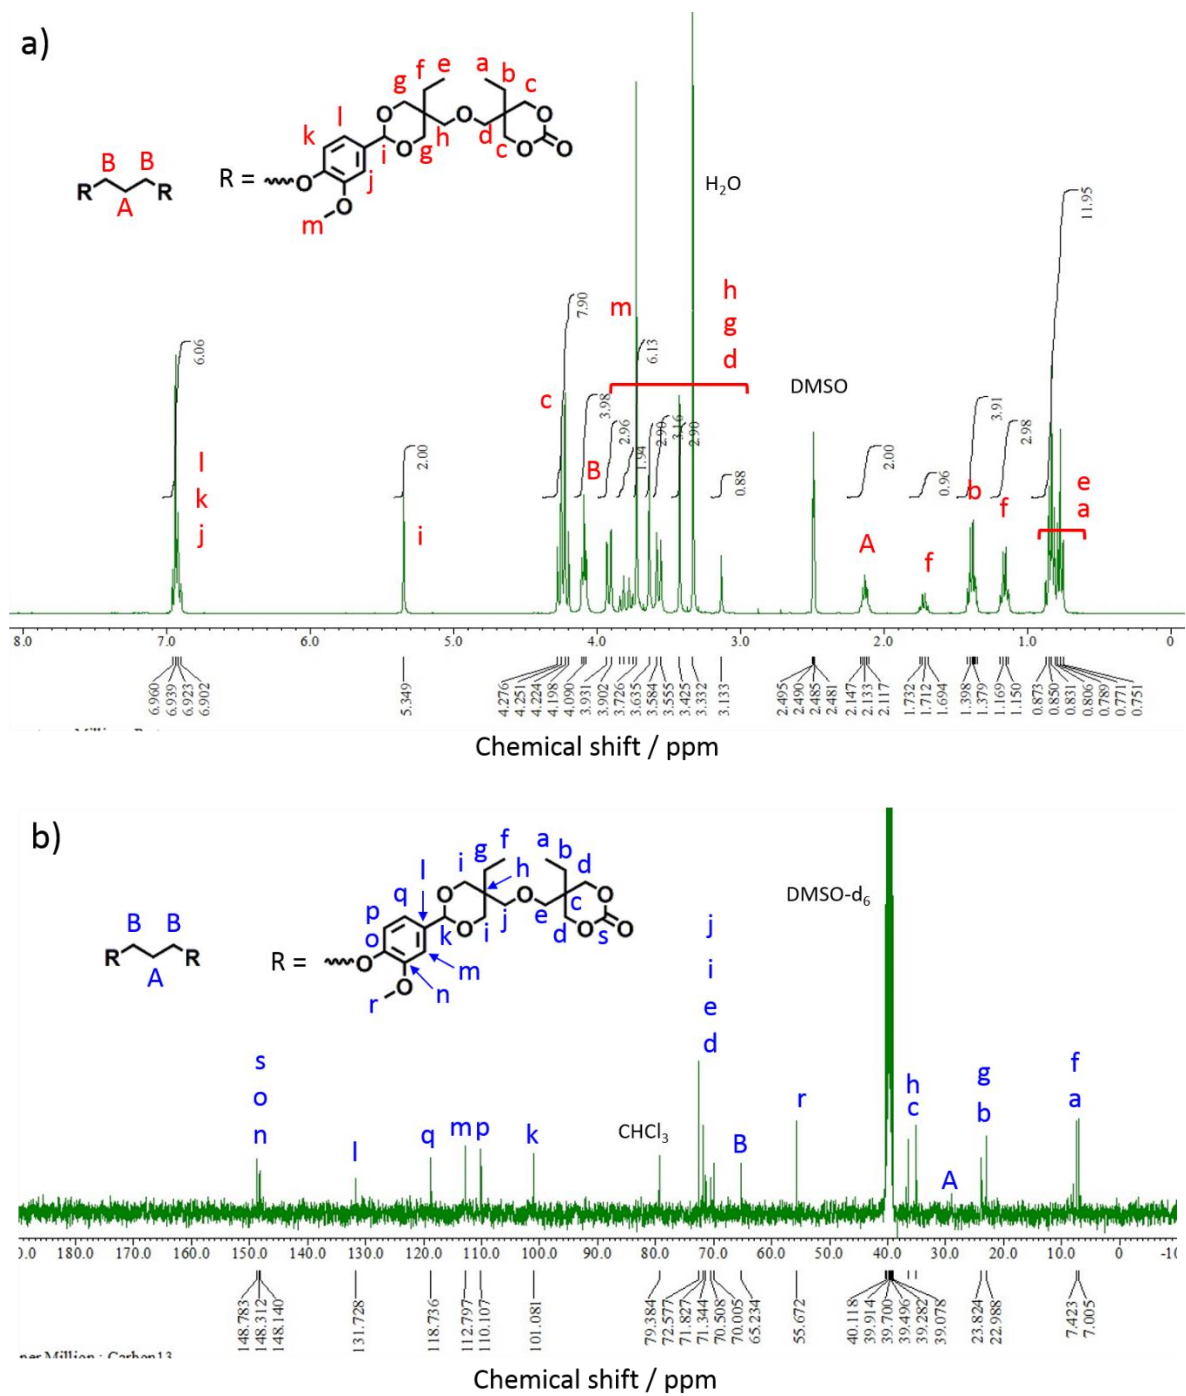 a)
f e a b
g c
O O O
l d O
k h c O
i O g O
B B
R R
A
R = O j
O
m
H2O
11.95
h
m g
d
7.90
6.06
6.13
DMSO
c
3.98
2.96
1.94
2.90
3.16
2.90
0.88
2.00
0.96
3.91
2.98
l
k
j
2.00
B
b
f
e
a
i
A
f
8.0 7.0 6.0 5.0 4.0 3.0 2.0 1.0 0
6.960
6.939
6.923
6.902
5.349
4.276
4.251
4.224
4.198
4.090
3.931
3.902
3.726
3.635
3.584
3.555
3.425
3.332
3.133
2.495
2.490
2.485
2.481
2.147
2.133
2.117
1.732
1.712
1.694
1.398
1.379
1.169
1.150
0.873
0.850
0.831
0.806
0.789
0.771
0.751
Chemical shift / ppm
b)
f a
l i g h b d
q O O c O
p k O j e O
o O i d s O
B B
R R
A
R = O m
O n
r
DMSO-d6
j
i
e
d
s
o
n
l
q
m
p
k
CHCl3
B
r
h
c
A
g
b
f
a
180.0 170.0 160.0 150.0 140.0 130.0 120.0 110.0 100.0 90.0 80.0 70.0 60.0 50.0 40.0 30.0 20.0 10.0 0
148.783
148.312
148.140
131.728
118.736
112.797
110.107
101.081
79.384
72.577
71.827
71.344
70.508
70.005
65.234
55.672
40.118
39.914
39.700
39.496
39.282
39.078
23.824
22.988
7.423
7.005
Chemical shift / ppm